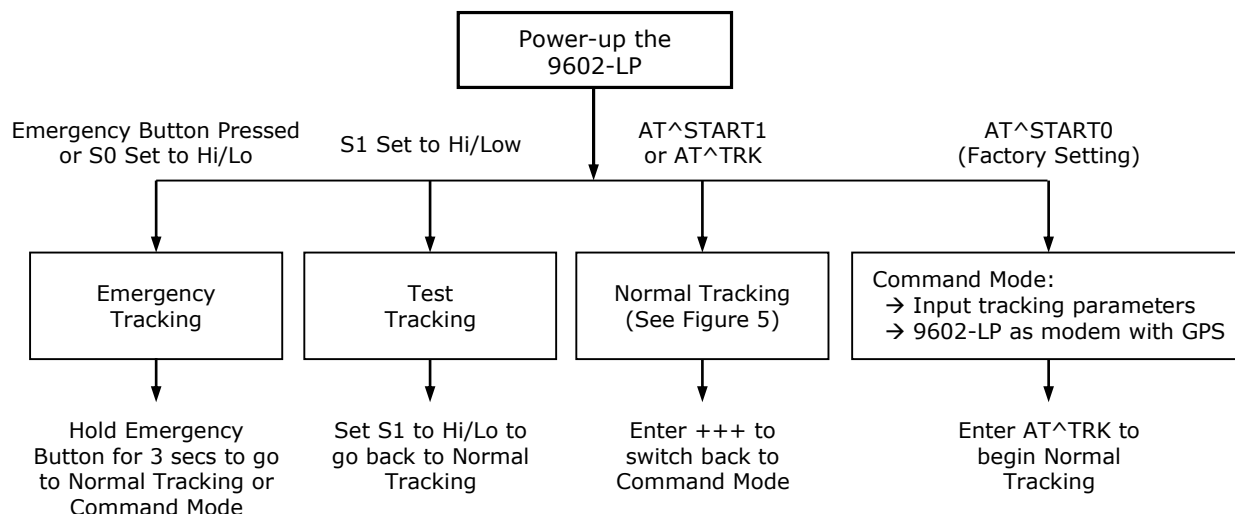 Power-up the
9602-LP
Emergency Button Pressed
or S0 Set to Hi/Lo
S1 Set to Hi/Low
AT^START1
or AT^TRK
AT^START0
(Factory Setting)
Emergency
Tracking
Test
Tracking
Normal Tracking
(See Figure 5)
Command Mode:
→ Input tracking parameters
→ 9602-LP as modem with GPS
Hold Emergency
Button for 3 secs to go
to Normal Tracking or
Command Mode
Set S1 to Hi/Lo to
go back to Normal
Tracking
Enter +++ to
switch back to
Command Mode
Enter AT^TRK to
begin Normal
Tracking